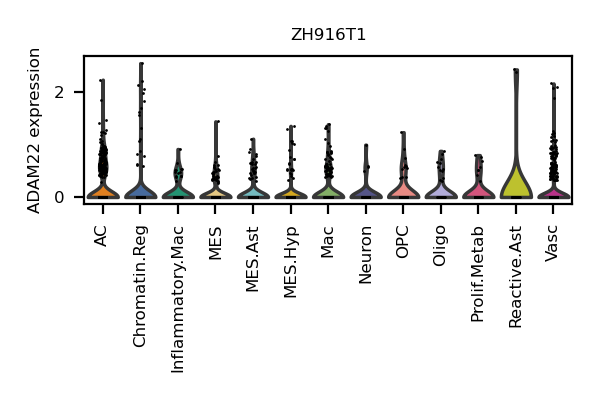 ZH916T1
ADAM22 expression
2
0
AC
Chromatin.Reg
Inflammatory.Mac
MES
MES.Ast
MES.Hyp
Mac
Neuron
OPC
Oligo
Prolif.Metab
Reactive.Ast
Vasc